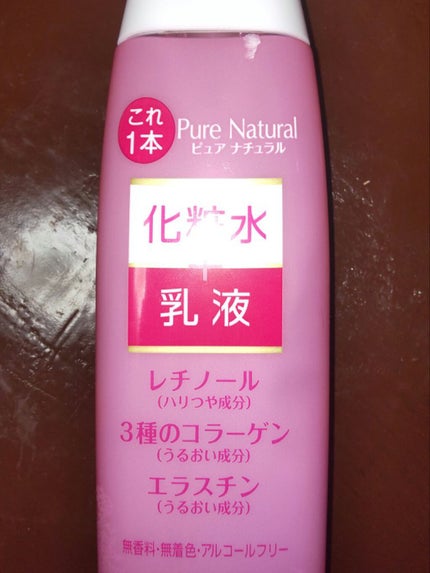 これ
1本
Pure Natural
ピュア ナチュラル
化粧水
+
乳液
レチノール
(ハリつや成分)
3種のコラーゲン
(うるおい成分)
エラスチン
(うるおい成分)
無香料・無着色・アルコールフリー